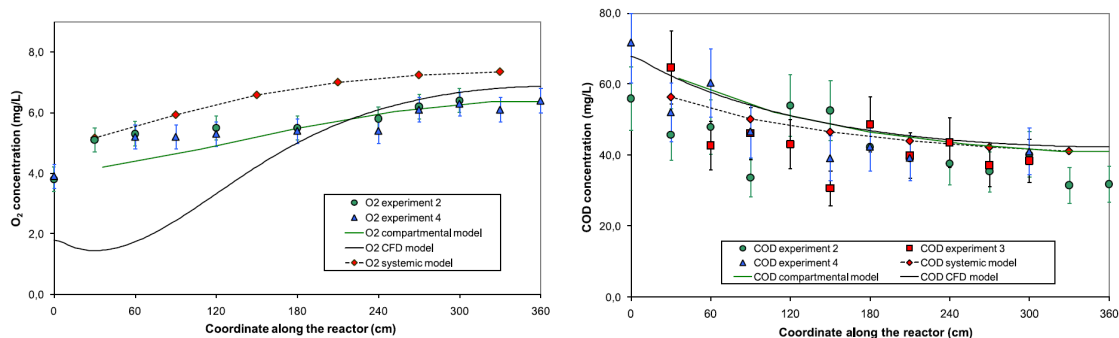 8,0
6,0
4,0
2,0
0,0
O2 concentration (mg/L)
O2 experiment 2
O2 experiment 4
O2 compartmental model
O2 CFD model
O2 systemic model
0 60 120 180 240 300 360
Coordinate along the reactor (cm)
80,0
60,0
40,0
20,0
0,0
COD concentration (mg/L)
COD experiment 2 COD experiment 3
COD experiment 4 COD systemic model
COD compartmental model COD CFD model
0 60 120 180 240 300 360
Coordinate along the reactor (cm)